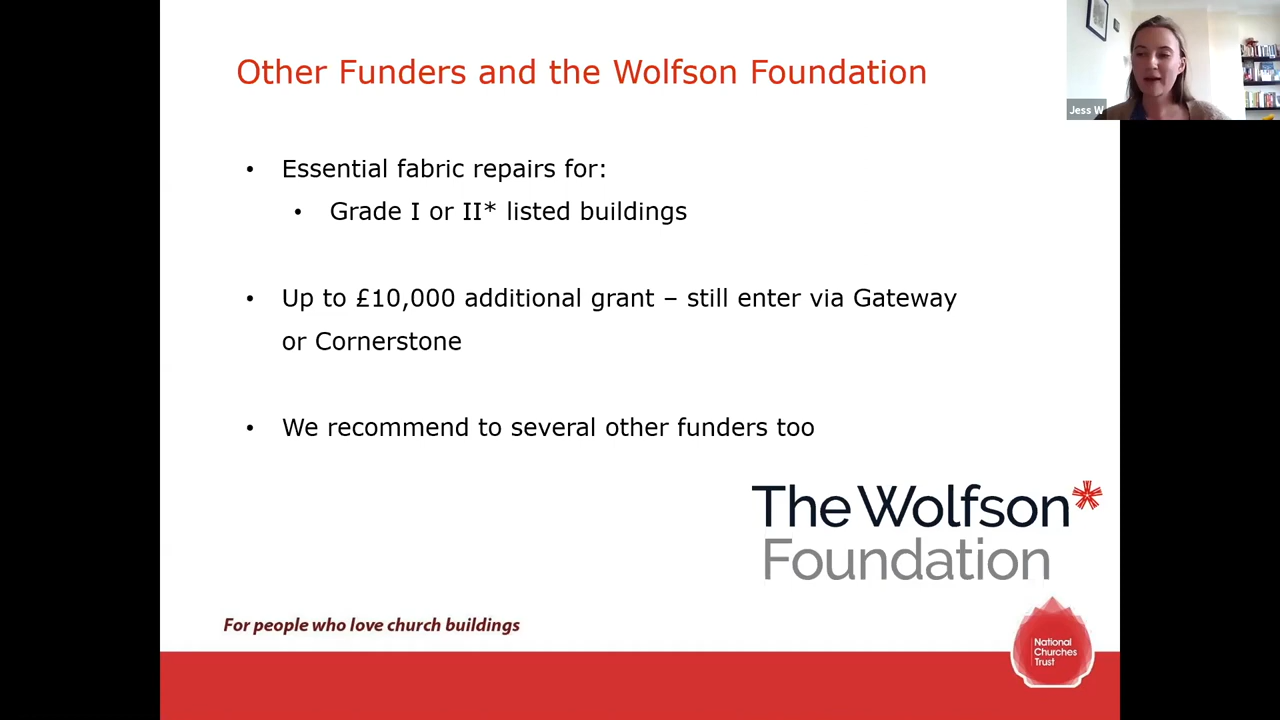 Other Funders and the Wolfson Foundation
Jess W
• Essential fabric repairs for:
• Grade I or II* listed buildings
• Up to £10,000 additional grant – still enter via Gateway
or Cornerstone
• We recommend to several other funders too
The Wolfson*
Foundation
For people who love church buildings
National
Churches
Trust